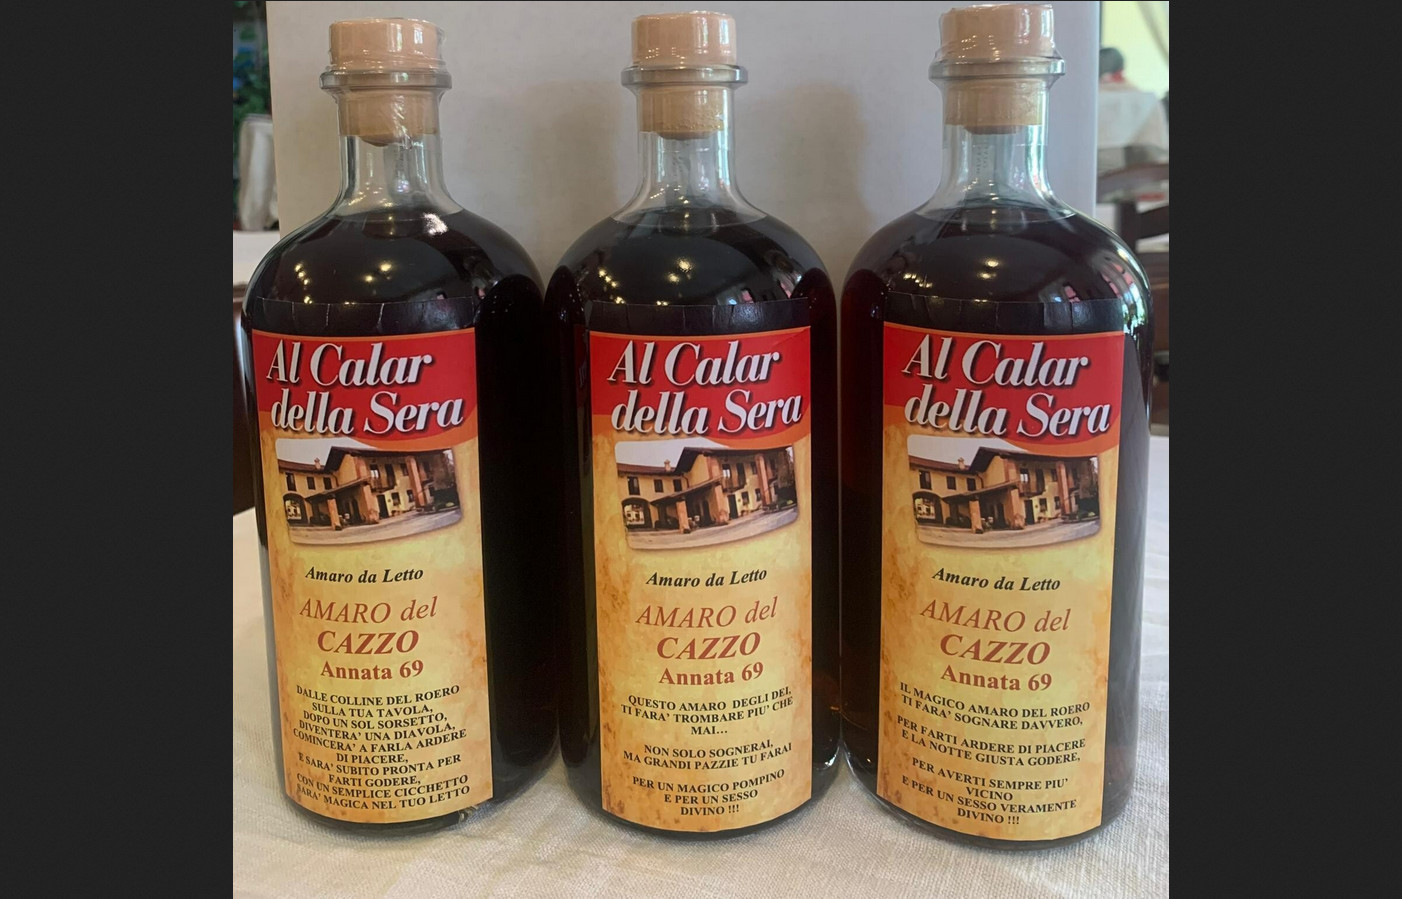 Al Calar
della Sera
Amaro da Letto
AMARO del
CAZZO
Annata 69
DALLE COLLINE DEL ROERO
SULLA TUA TAVOLA,
DOPO UN SOL SORSETTO,
DIVENTERA' UNA DIAVOLA,
COMINCERA' A FARLA ARDERE
DI PIACERE,
E SARA' SUBITO PRONTA PER
FARTI GODERE,
CON UN SEMPLICE CICCHETTO
SARA' MAGICA NEL TUO LETTO
Al Calar
della Sera
Amaro da Letto
AMARO del
CAZZO
Annata 69
QUESTO AMARO DEGLI DEI,
TI FARA' TROMBARE PIU' CHE
MAI...
NON SOLO SOGNERAI,
MA GRANDI PAZZIE TU FARAI
PER UN MAGICO POMPINO
E PER UN SESSO
DIVINO !!!
Al Calar
della Sera
Amaro da Letto
AMARO del
CAZZO
Annata 69
IL MAGICO AMARO DEL ROERO
TI FARA' SOGNARE DAVVERO,
PER FARTI ARDERE DI PIACERE
E LA NOTTE GIUSTA GODERE,
PER AVERTI SEMPRE PIU'
VICINO
E PER UN SESSO VERAMENTE
DIVINO !!!